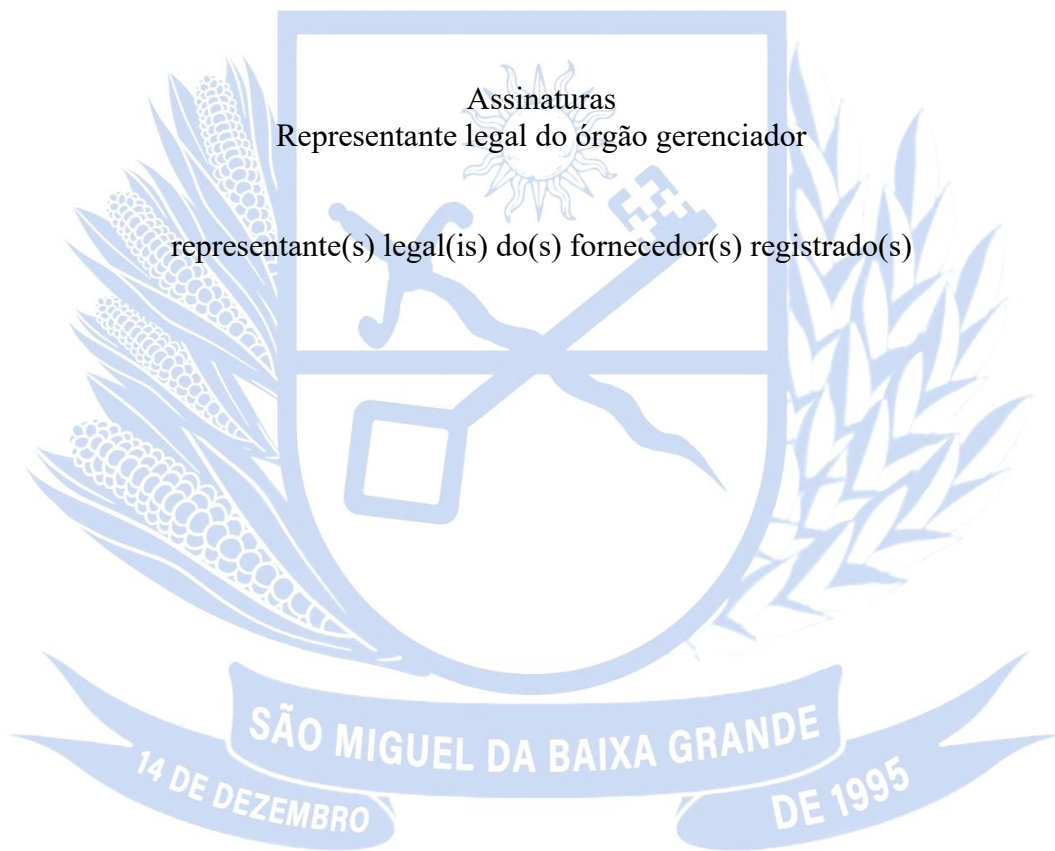 Assinaturas
Representante legal do órgão gerenciador
representante(s) legal(is) do(s) fornecedor(s) registrado(s)
SÃO MIGUEL DA BAIXA GRANDE
14 DE DEZEMBRO
DE 1995